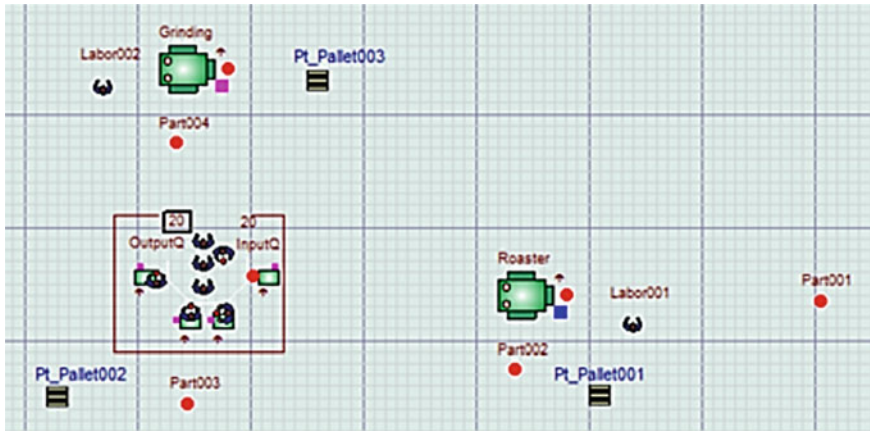 Grinding
Labor002
Pt_Pallet003
Part004
20
20
OutputQ
InputQ
Roaster
Labor001
Part001
Part002
Pt_Pallet001
Pt_Pallet002
Part003